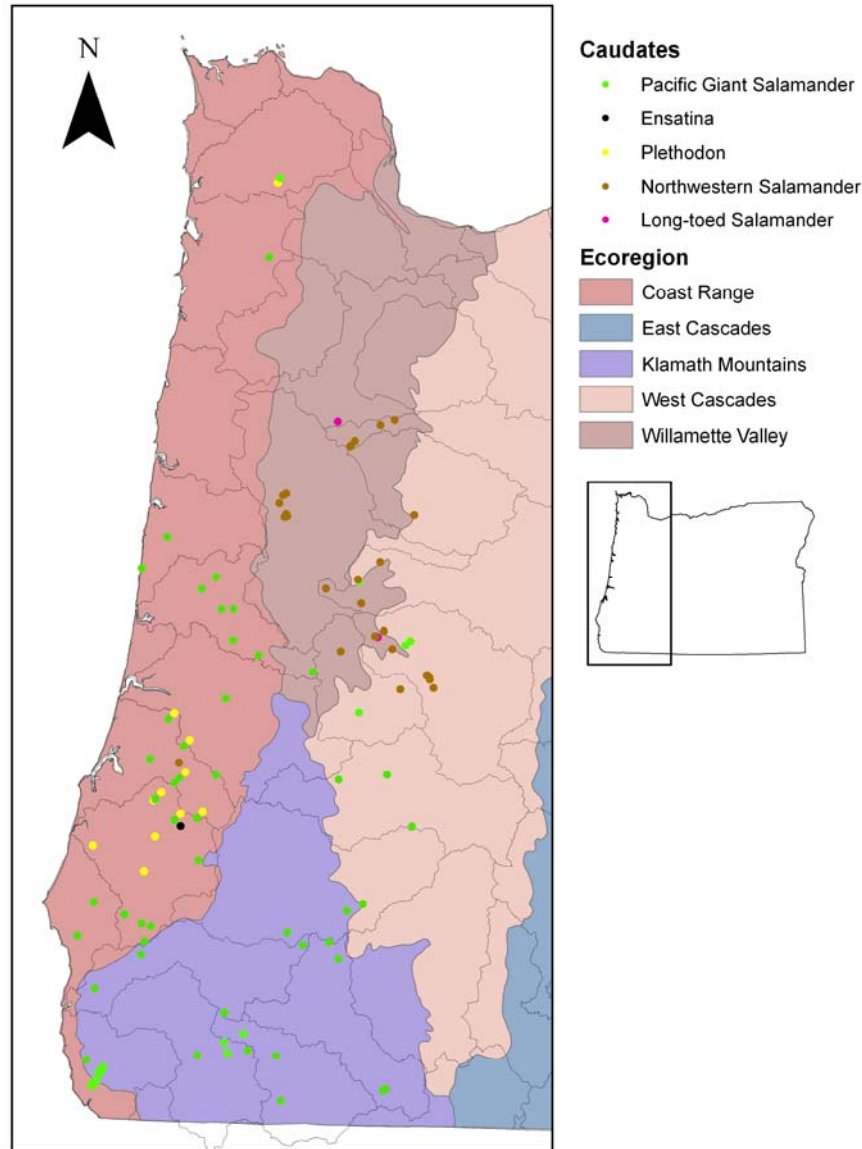 N
Caudates
Pacific Giant Salamander
Ensatina
Plethodon
Northwestern Salamander
Long-toed Salamander
Ecoregion
Coast Range
East Cascades
Klamath Mountains
West Cascades
Willamette Valley